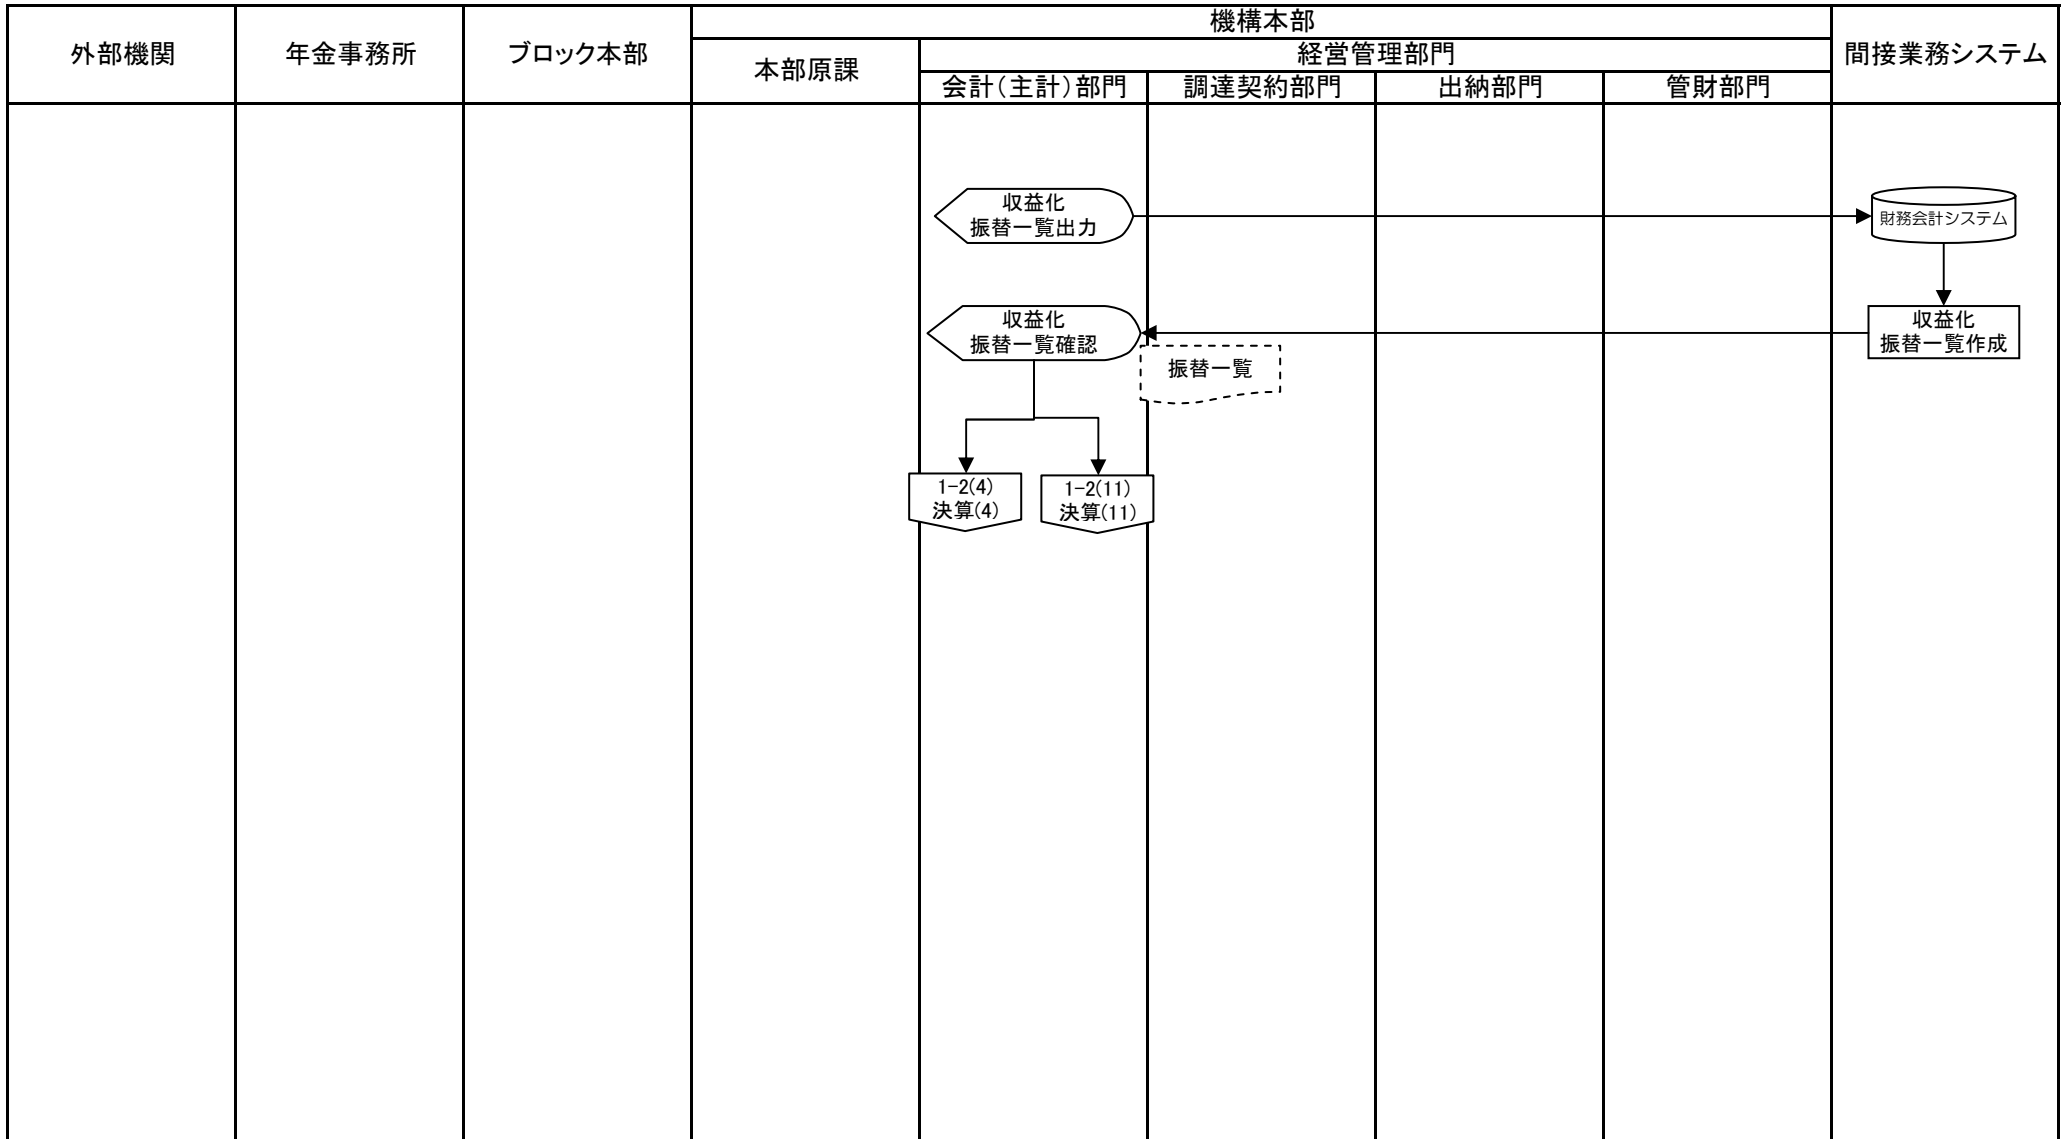 機構本部
外部機関
年金事務所
ブロック本部
本部原課
経営管理部門
間接業務システム
会計(主計)部門
調達契約部門
出納部門
管財部門
収益化
振替一覧出力
財務会計システム
収益化
振替一覧確認
収益化
振替一覧作成
振替一覧
1-2(4)
決算(4)
1-2(11)
決算(11)